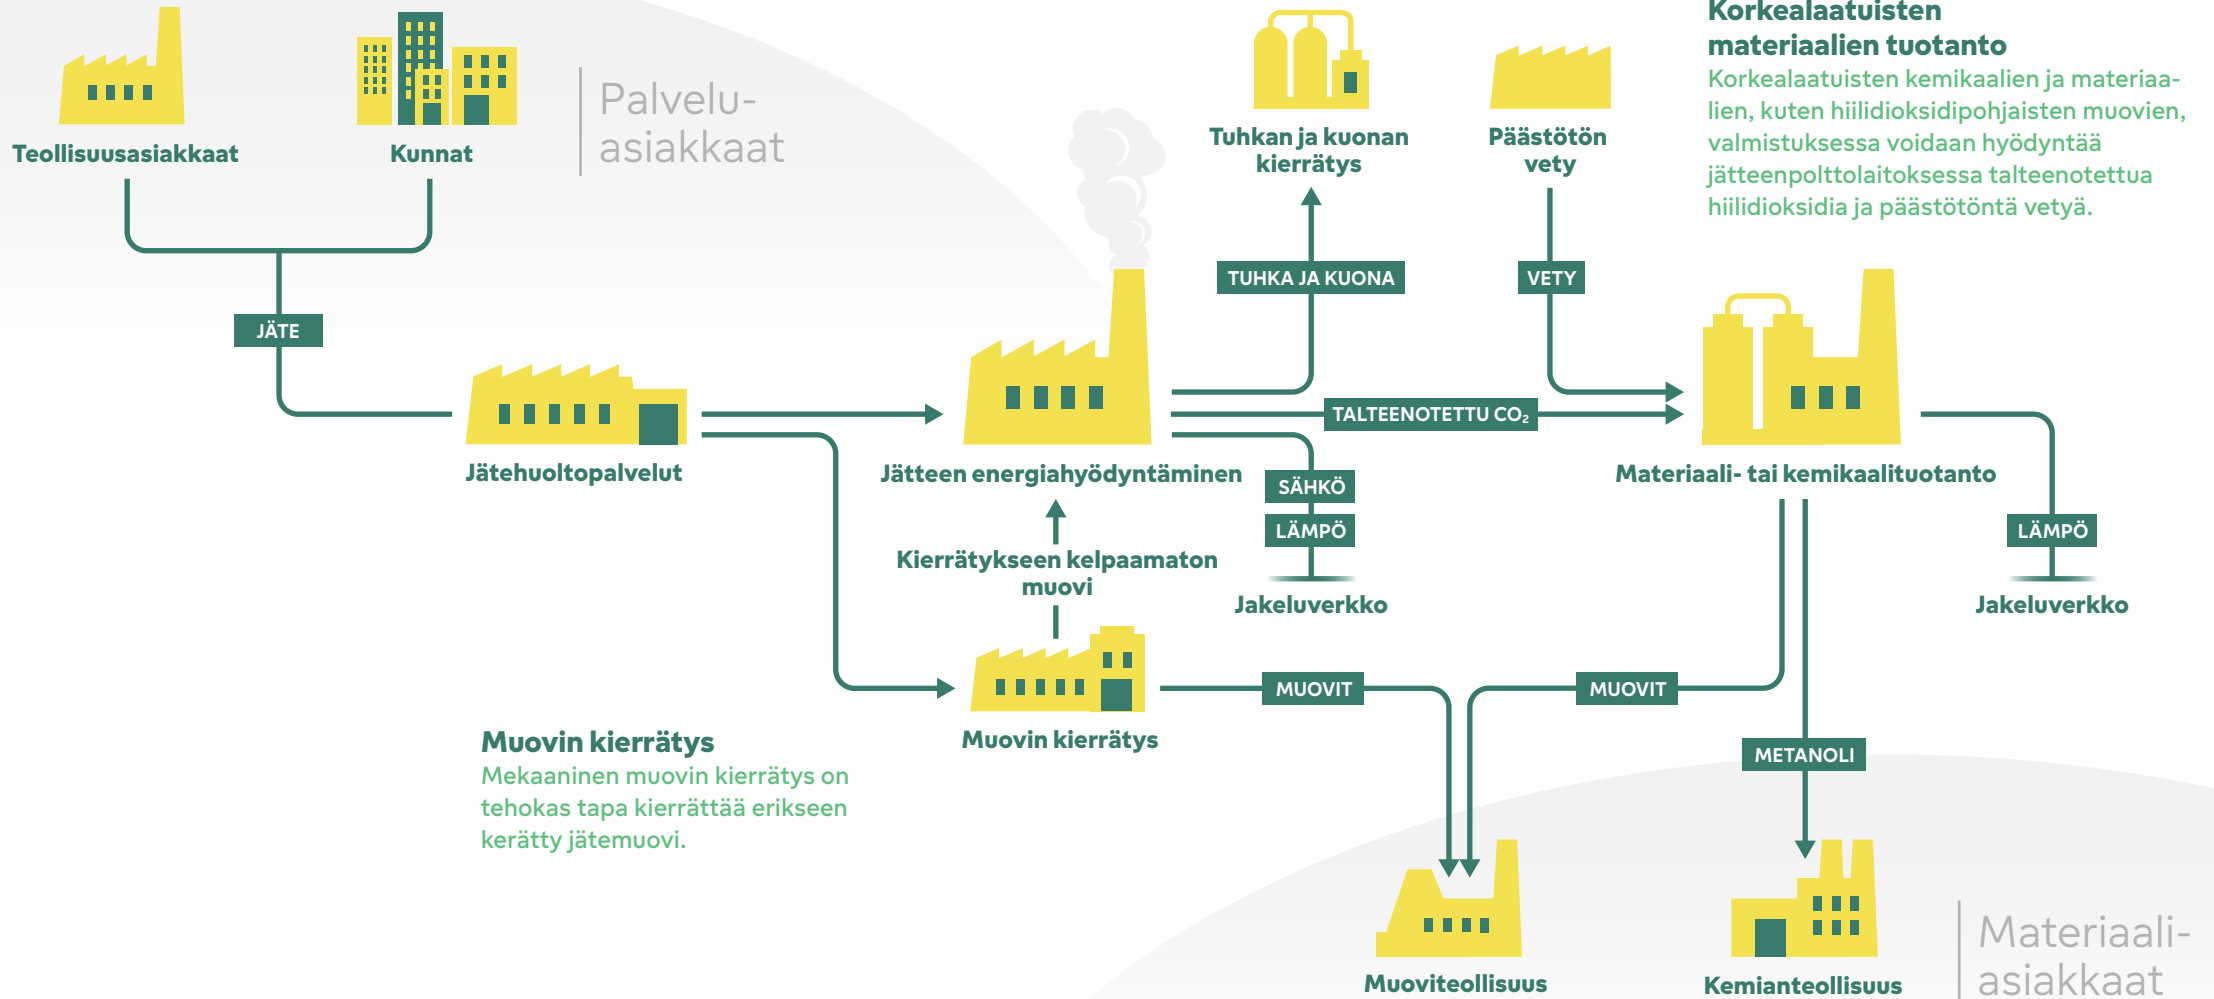 Teollisuusasiakkaat
Kunnat
Palvelu-
asiakkaat
Tuhkan ja kuonan
kierrätys
Päästötön
vety
Korkealaatuisten
materiaalien tuotanto
Korkealaatuisten kemikaalien ja materiaa-
lien, kuten hiilidioksidipohjaisten muovien,
valmistuksessa voidaan hyödyntää
jätteenpolttolaitoksessa talteenotettua
hiilidioksidia ja päästötöntä vetyä.
TUHKA JA KUONA
VETY
JÄTE
TALTEENOTETTU CO₂
Jätehuoltopalvelut
Jätteen energiahyödyntäminen
SÄHKÖ
LÄMPÖ
Jakeluverkko
Materiaali- tai kemikaalituotanto
LÄMPÖ
Jakeluverkko
Kierrätykseen kelpaamaton
muovi
MUOVIT
MUOVIT
Muovin kierrätys
Muovin kierrätys
Mekaaninen muovin kierrätys on
tehokas tapa kierrättää erikseen
kerätty jätemuovi.
METANOLI
Muoviteollisuus
Kemianteollisuus
Materiaali-
asiakkaat